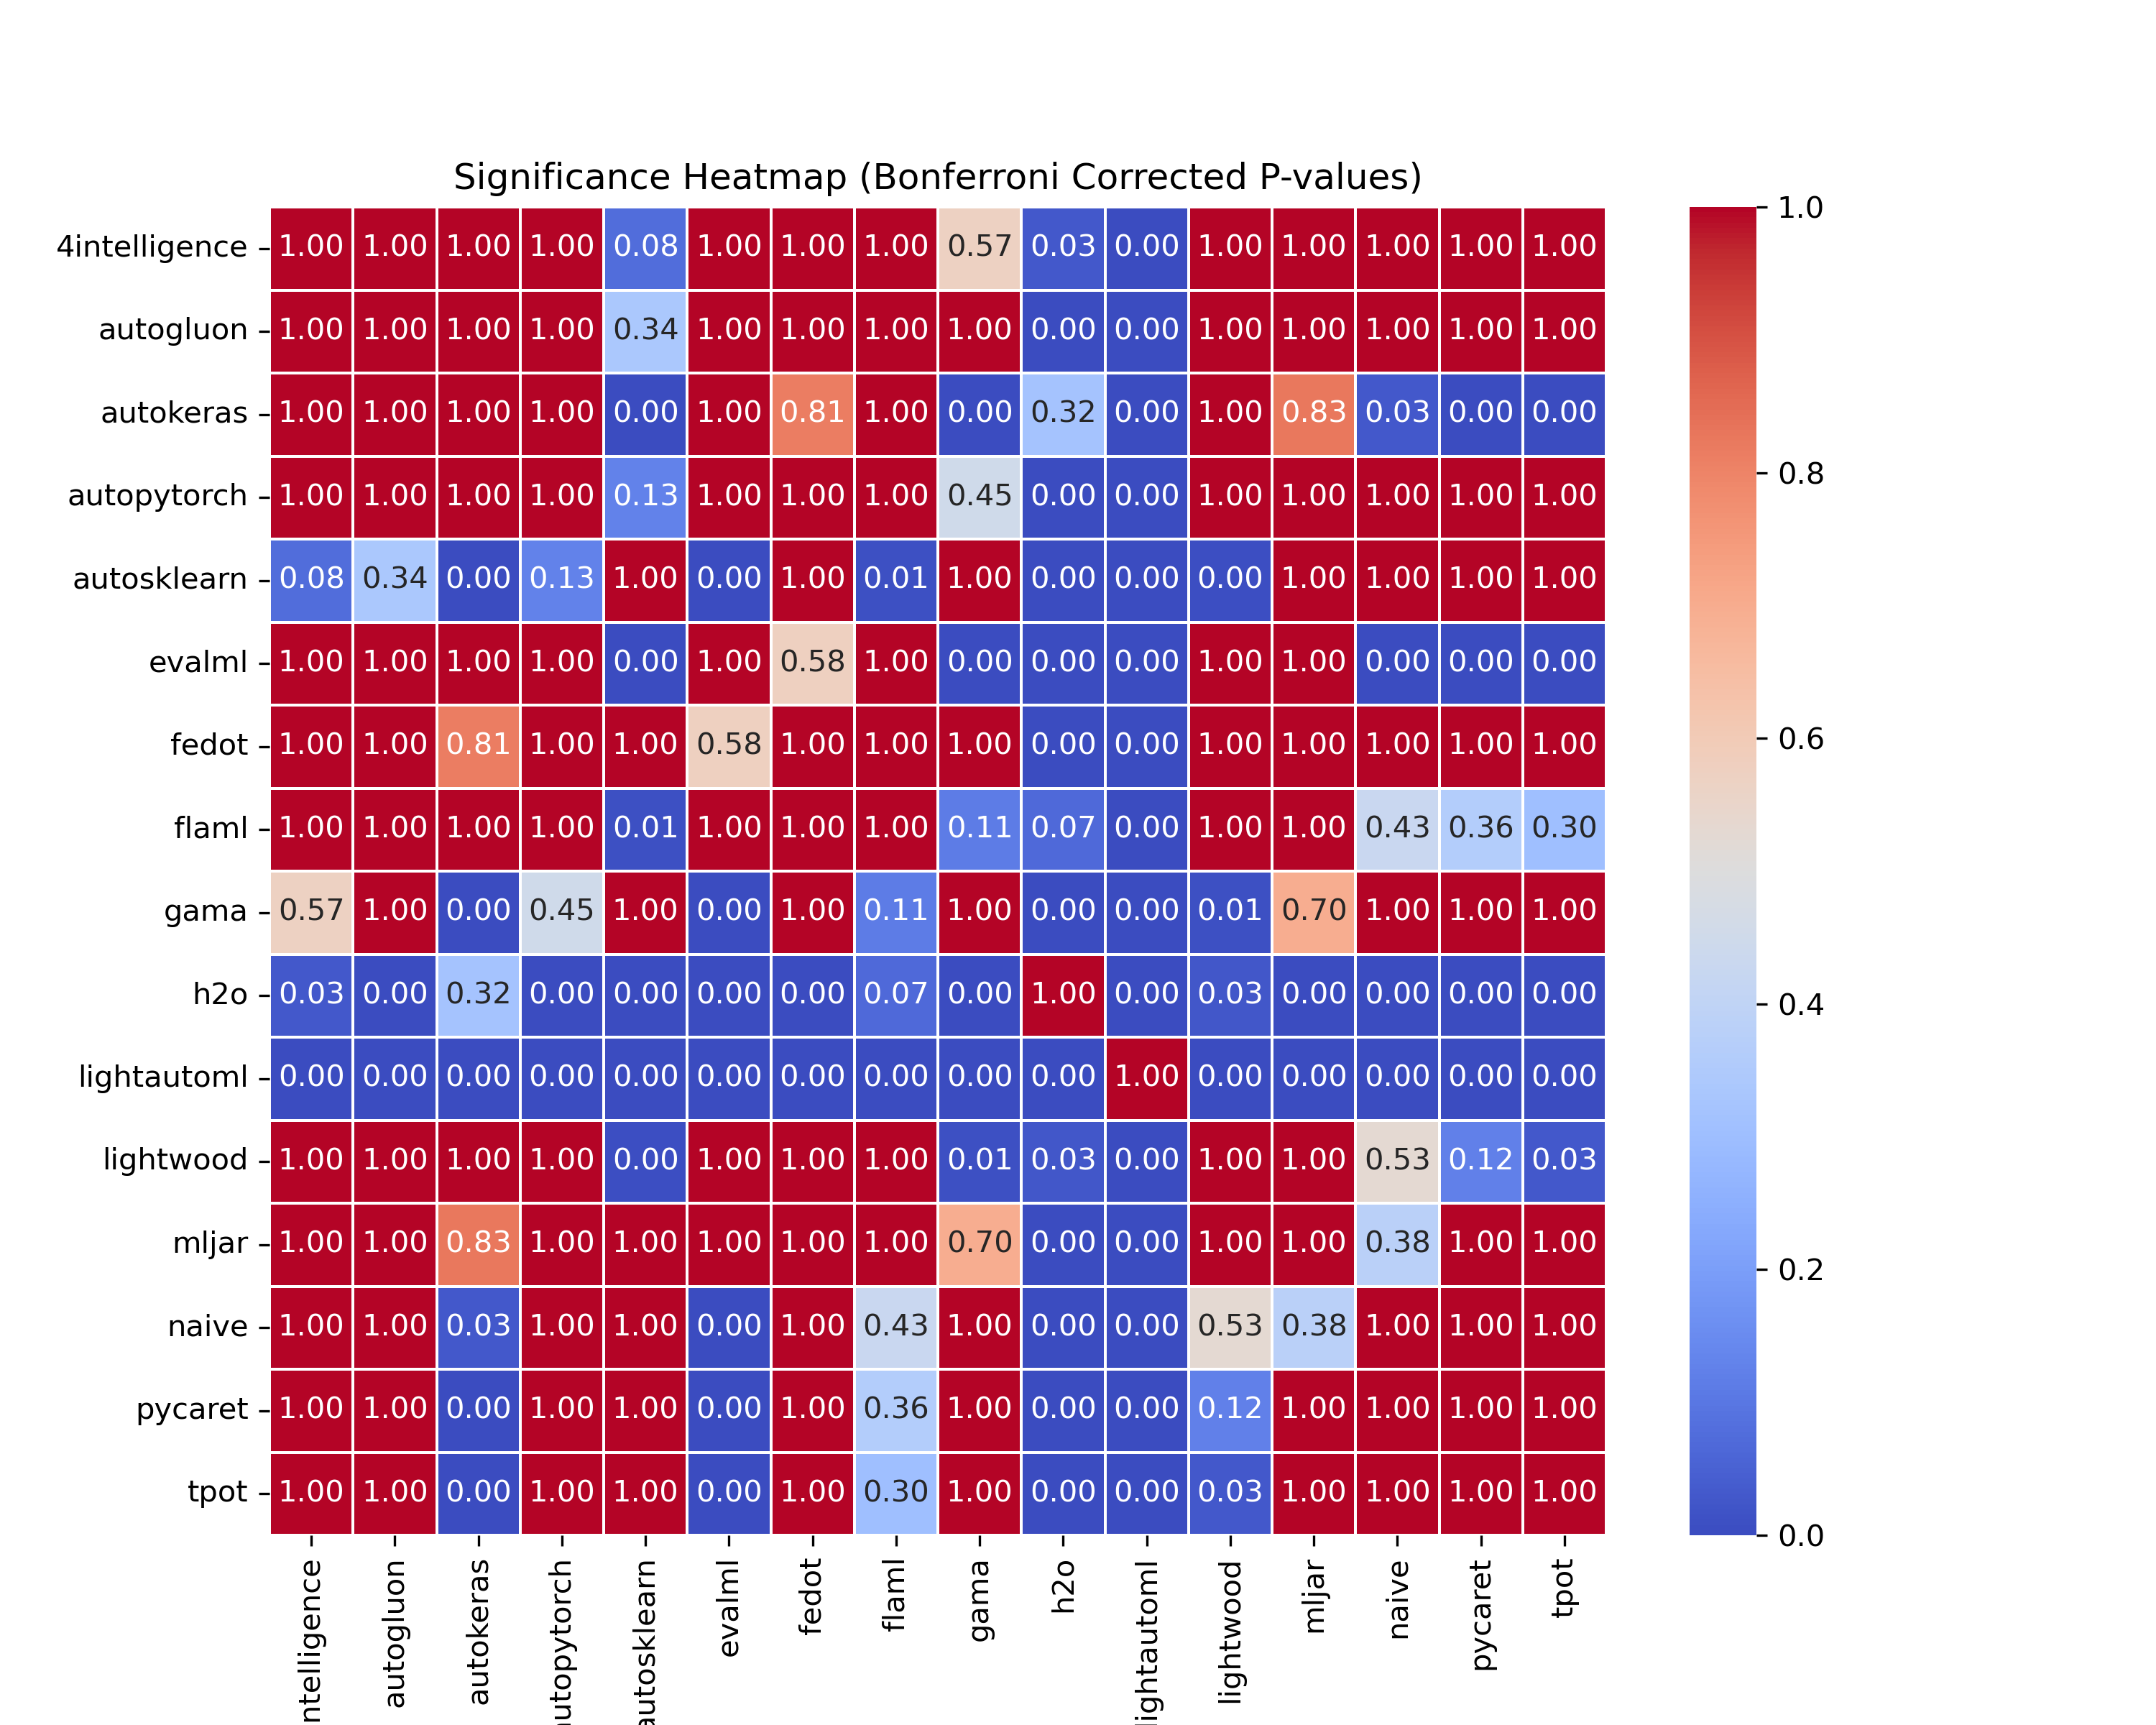 Significance Heatmap (Bonferroni Corrected P-values)
4intelligence 1.00 1.00 1.00 1.00 0.08 1.00 1.00 1.00 0.57 0.03 0.00 1.00 1.00 1.00 1.00 1.00
autogluon 1.00 1.00 1.00 1.00 0.34 1.00 1.00 1.00 1.00 0.00 0.00 1.00 1.00 1.00 1.00 1.00
autokeras 1.00 1.00 1.00 1.00 0.00 1.00 0.81 1.00 0.00 0.32 0.00 1.00 0.83 0.03 0.00 0.00
autopytorch 1.00 1.00 1.00 1.00 0.13 1.00 1.00 1.00 0.45 0.00 0.00 1.00 1.00 1.00 1.00 1.00
autosklearn 0.08 0.34 0.00 0.13 1.00 0.00 1.00 0.01 1.00 0.00 0.00 0.00 1.00 1.00 1.00 1.00
evalml 1.00 1.00 1.00 1.00 0.00 1.00 0.58 1.00 0.00 0.00 0.00 1.00 1.00 0.00 0.00 0.00
fedot 1.00 1.00 0.81 1.00 1.00 0.58 1.00 1.00 1.00 0.00 0.00 1.00 1.00 1.00 1.00 1.00
flaml 1.00 1.00 1.00 1.00 0.01 1.00 1.00 1.00 0.11 0.07 0.00 1.00 1.00 0.43 0.36 0.30
gama 0.57 1.00 0.00 0.45 1.00 0.00 1.00 0.11 1.00 0.00 0.00 0.01 0.70 1.00 1.00 1.00
h2o 0.03 0.00 0.32 0.00 0.00 0.00 0.00 0.07 0.00 1.00 0.00 0.03 0.00 0.00 0.00 0.00
lightautoml 0.00 0.00 0.00 0.00 0.00 0.00 0.00 0.00 0.00 0.00 1.00 0.00 0.00 0.00 0.00 0.00
lightwood 1.00 1.00 1.00 1.00 0.00 1.00 1.00 1.00 0.01 0.03 0.00 1.00 1.00 0.53 0.12 0.03
mljar 1.00 1.00 0.83 1.00 1.00 1.00 1.00 1.00 0.70 0.00 0.00 1.00 1.00 0.38 1.00 1.00
naive 1.00 1.00 0.03 1.00 1.00 0.00 1.00 0.43 1.00 0.00 0.00 0.53 0.38 1.00 1.00 1.00
pycaret 1.00 1.00 0.00 1.00 1.00 0.00 1.00 0.36 1.00 0.00 0.00 0.12 1.00 1.00 1.00 1.00
tpot 1.00 1.00 0.00 1.00 1.00 0.00 1.00 0.30 1.00 0.00 0.00 0.03 1.00 1.00 1.00 1.00
ntelligence
autogluon
autokeras
autopytorch
autosklearn
evalml
fedot
flaml
gama
h2o
lightautoml
lightwood
mljar
naive
pycaret
tpot
1.0
0.8
0.6
0.4
0.2
0.0